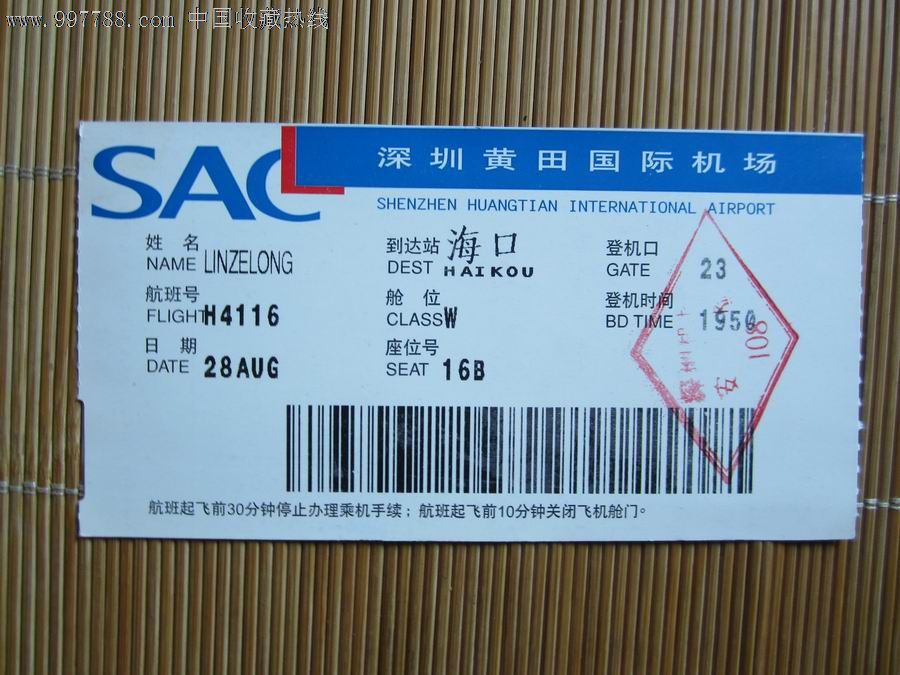 www.997788.com 中国收藏热线
SAC
深圳黄田国际机场
SHENZHEN HUANGTIAN INTERNATIONAL AIRPORT
姓 名 到达站 海口 登机口
NAME LINZELONG DEST HAIKOU GATE 23
航班号 舱 位 登机时间
FLIGHT H4116 CLASS W BD TIME 1950
日 期 座位号
DATE 28AUG SEAT 16B
安 108
航班起飞前30分钟停止办理乘机手续；航班起飞前10分钟关闭飞机舱门。